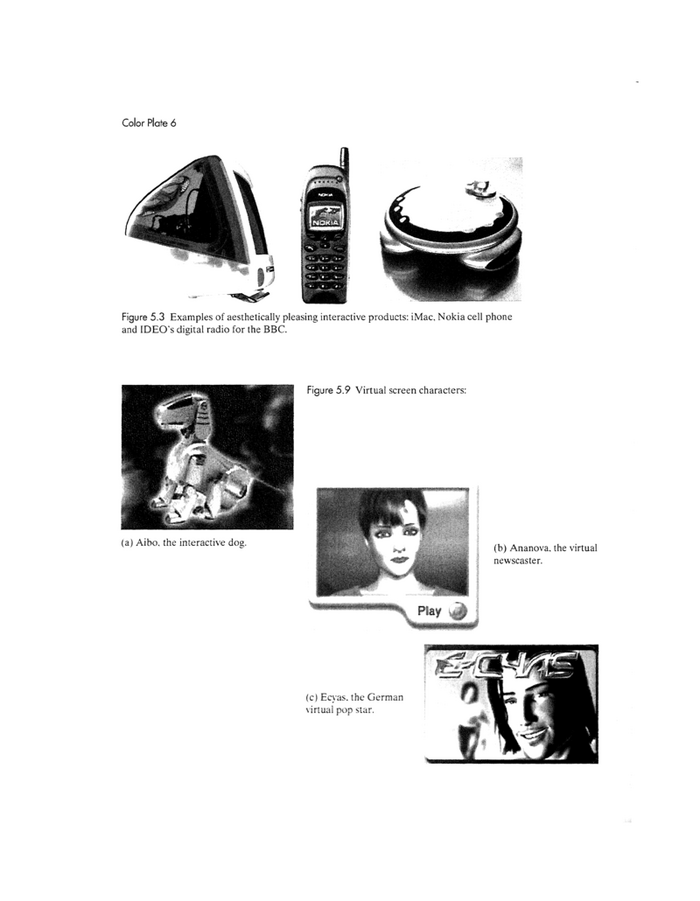 Color Plate 6
NOKIA
NOKIA
Figure 5.3 Examples of aesthetically pleasing interactive products: iMac, Nokia cell phone
and IDEO's digital radio for the BBC.
Figure 5.9 Virtual screen characters:
(a) Aibo, the interactive dog.
(b) Ananova, the virtual
newscaster.
Play
E-CYAS
(c) Ecyas, the German
virtual pop star.